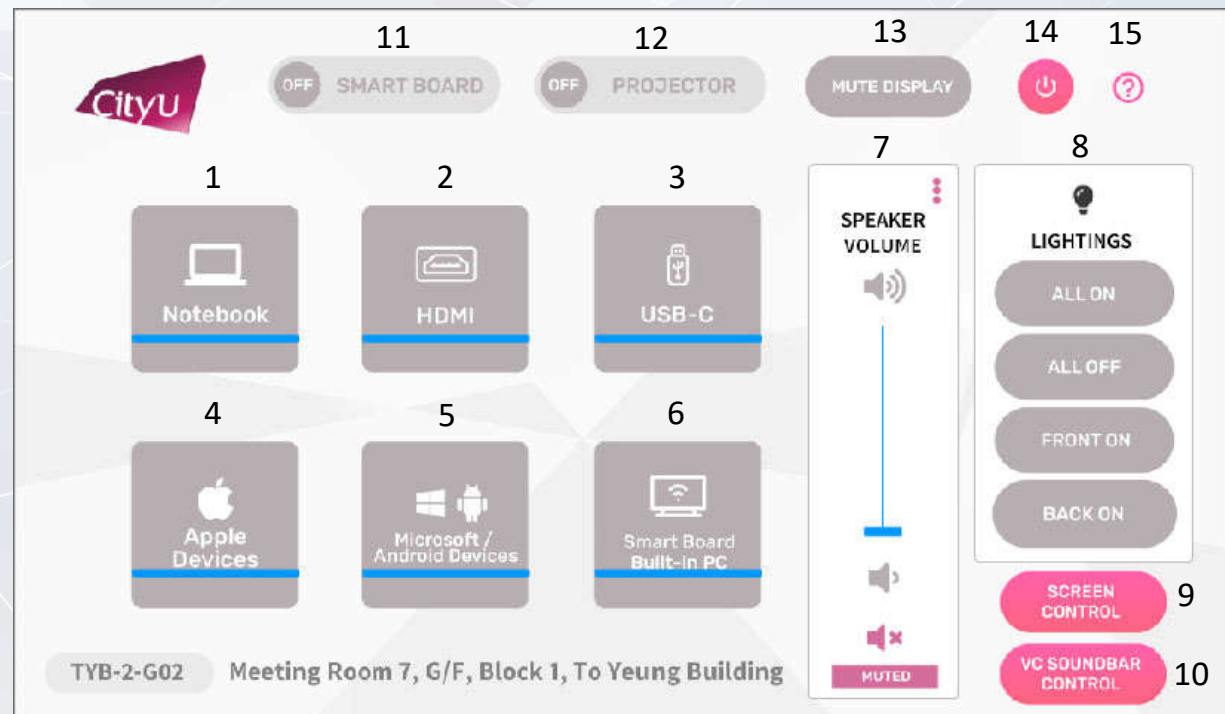 11
12
13
14
15
CityU
OFF SMART BOARD
OFF PROJECTOR
MUTE DISPLAY
1
2
3
7
8
Notebook
HDMI
USB-C
SPEAKER
VOLUME
LIGHTINGS
ALL ON
ALL OFF
FRONT ON
BACK ON
4
5
6
Apple
Devices
Microsoft /
Android Devices
Smart Board
Built-In PC
SCREEN
CONTROL
9
MUTED
VC SOUNDBAR
CONTROL
10
TYB-2-G02
Meeting Room 7, G/F, Block 1, To Yeung Building